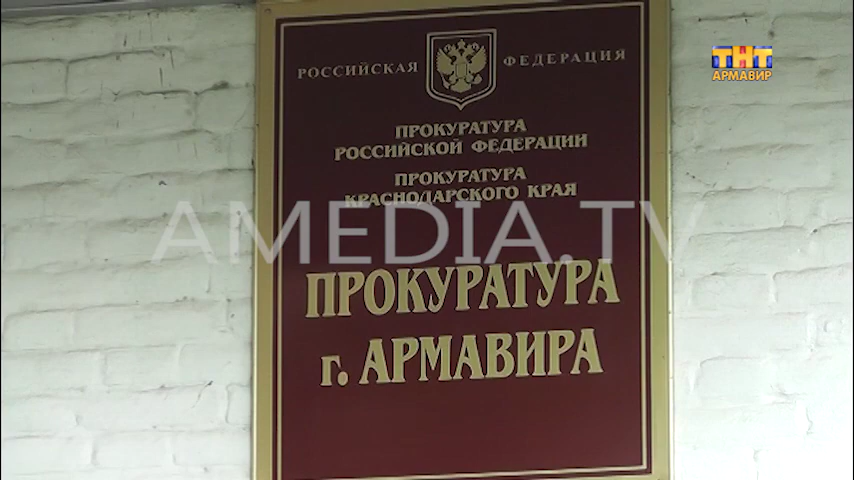 РОССИЙСКАЯ ФЕДЕРАЦИЯ
ТНТ
АРМАВИР
ПРОКУРАТУРА
РОССИЙСКОЙ ФЕДЕРАЦИИ
ПРОКУРАТУРА
КРАСНОДАРСКОГО КРАЯ
AMEDIA.TV
ПРОКУРАТУРА
г. АРМАВИРА